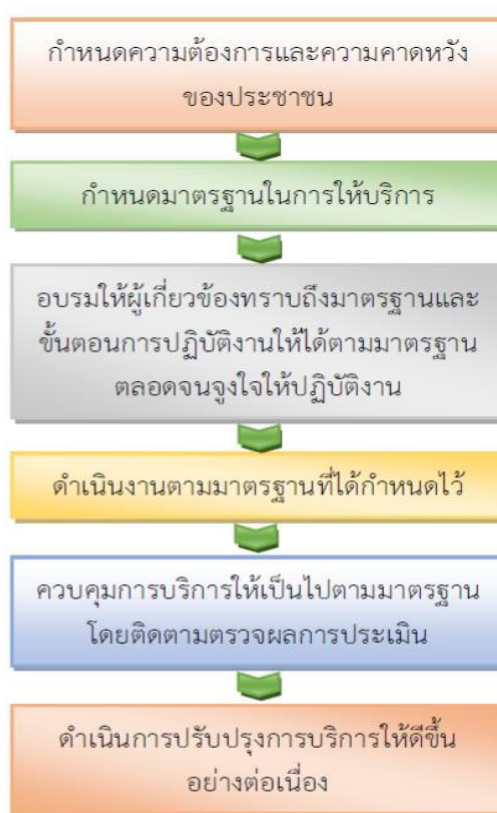 กำหนดความต้องการและความคาดหวัง
ของประชาชน
กำหนดมาตรฐานในการให้บริการ
อบรมให้ผู้เกี่ยวข้องทราบถึงมาตรฐานและ
ขั้นตอนการปฏิบัติงานให้ได้ตามมาตรฐาน
ตลอดจนจูงใจให้ปฏิบัติงาน
ดำเนินงานตามมาตรฐานที่ได้กำหนดไว้
ควบคุมการบริการให้เป็นไปตามมาตรฐาน
โดยติดตามตรวจผลการประเมิน
ดำเนินการปรับปรุงการบริการให้ดีขึ้น
อย่างต่อเนื่อง